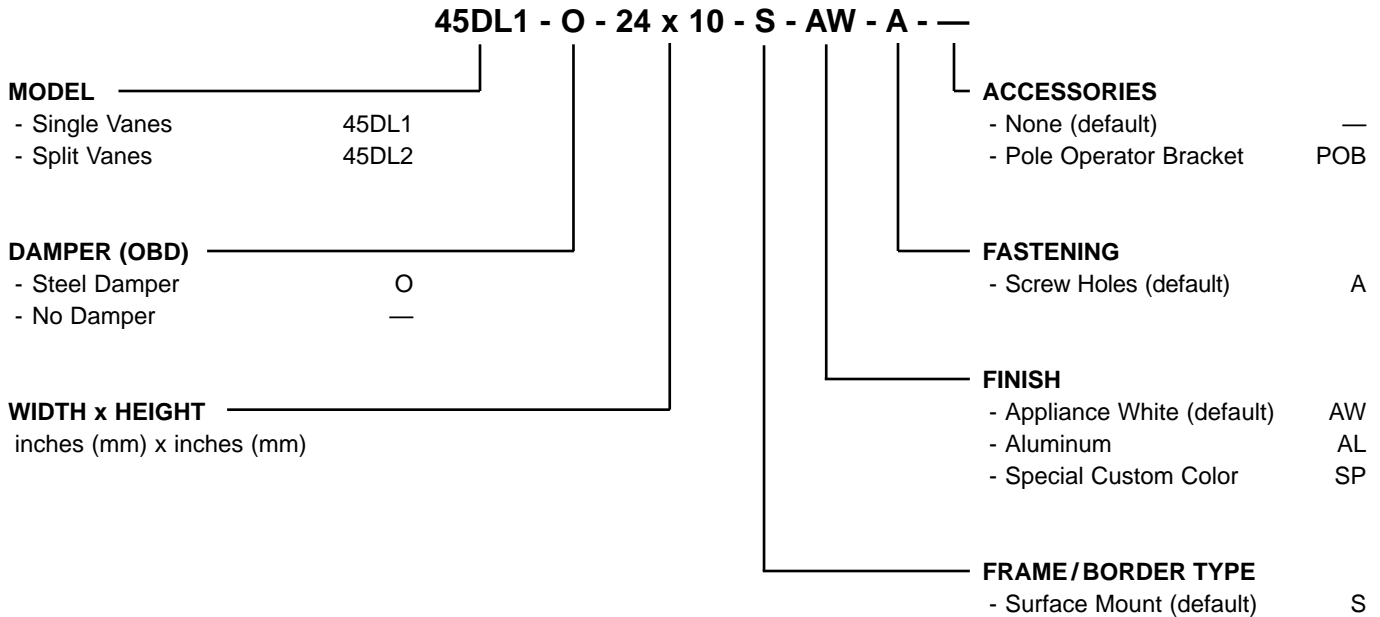 45DL1 - O - 24 x 10 - S - AW - A - —
MODEL
- Single Vanes 45DL1
- Split Vanes 45DL2
DAMPER (OBD)
- Steel Damper O
- No Damper —
WIDTH x HEIGHT
inches (mm) x inches (mm)
ACCESSORIES
- None (default) —
- Pole Operator Bracket POB
FASTENING
- Screw Holes (default) A
FINISH
- Appliance White (default) AW
- Aluminum AL
- Special Custom Color SP
FRAME / BORDER TYPE
- Surface Mount (default) S